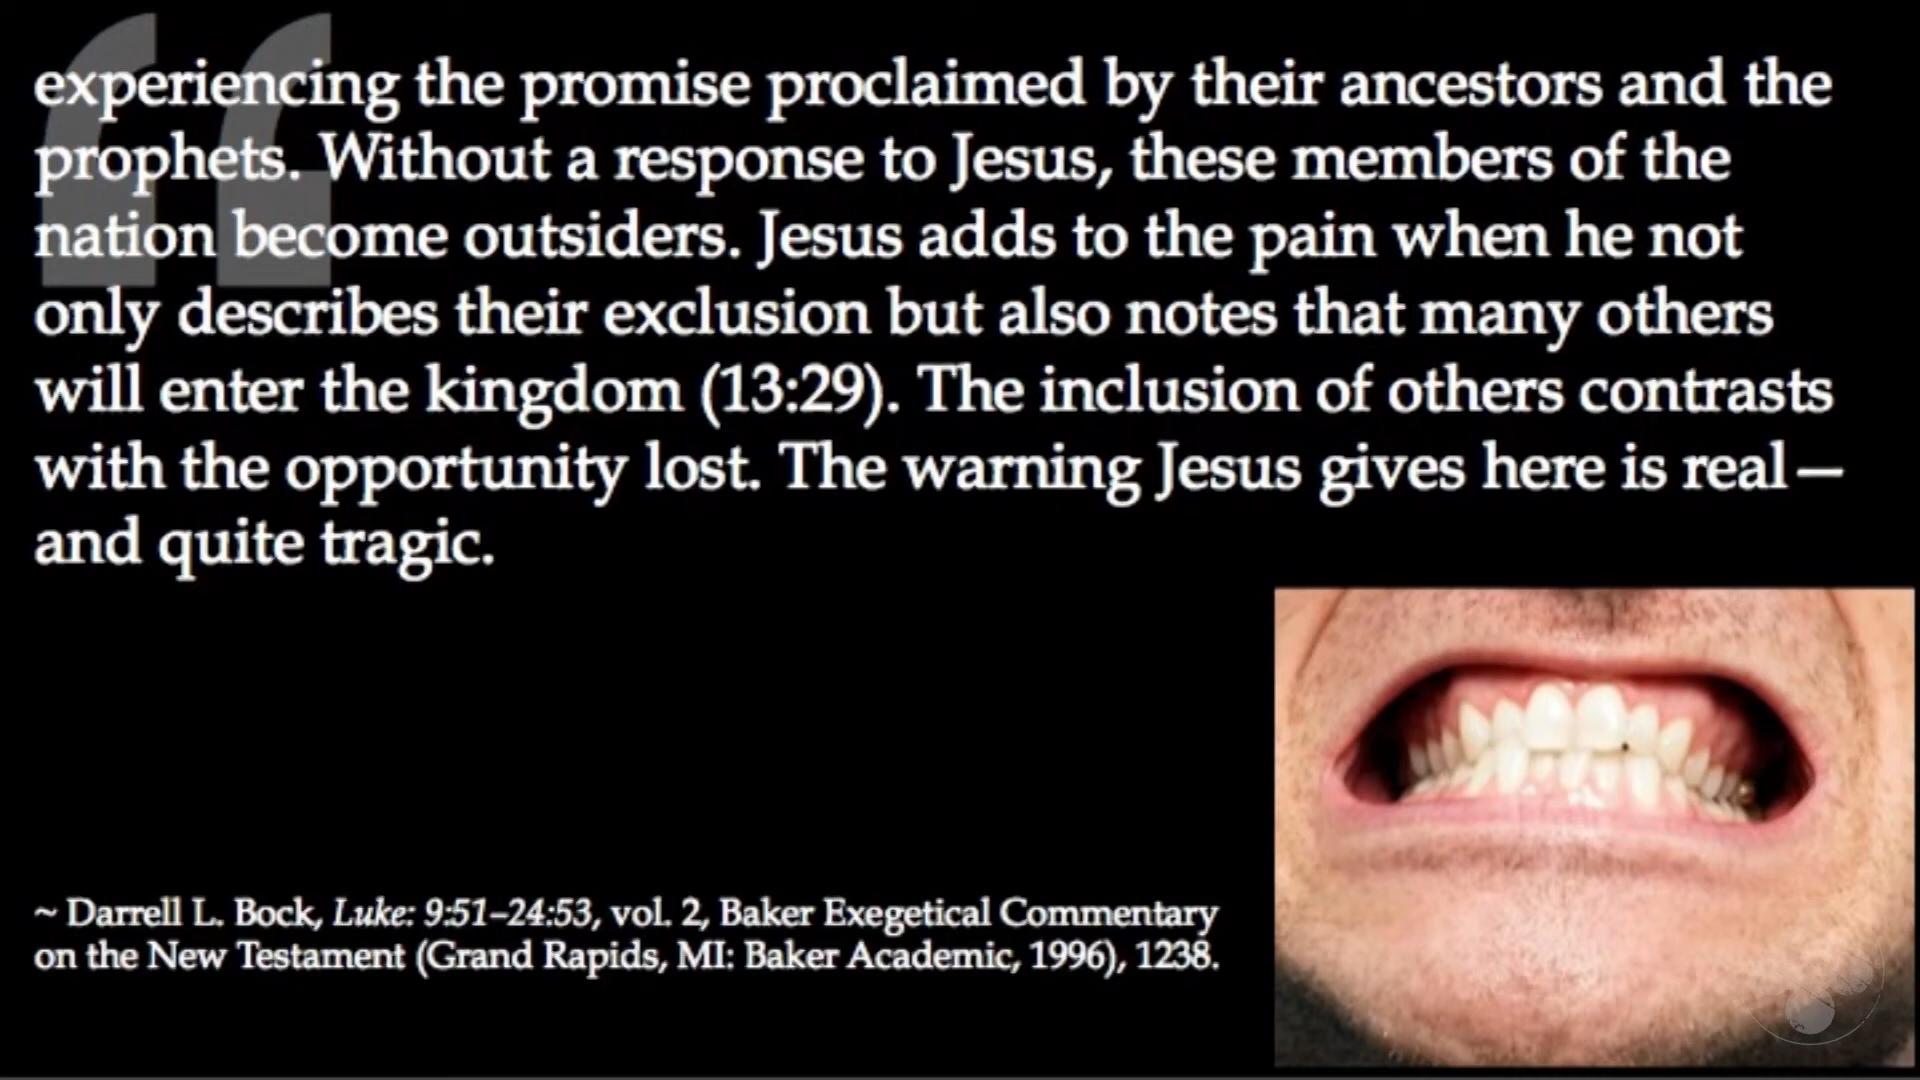 experiencing the promise proclaimed by their ancestors and the
prophets. Without a response to Jesus, these members of the
nation become outsiders. Jesus adds to the pain when he not
only describes their exclusion but also notes that many others
will enter the kingdom (13:29). The inclusion of others contrasts
with the opportunity lost. The warning Jesus gives here is real—
and quite tragic.
~ Darrell L. Bock, Luke: 9:51–24:53, vol. 2, Baker Exegetical Commentary
on the New Testament (Grand Rapids, MI: Baker Academic, 1996), 1238.